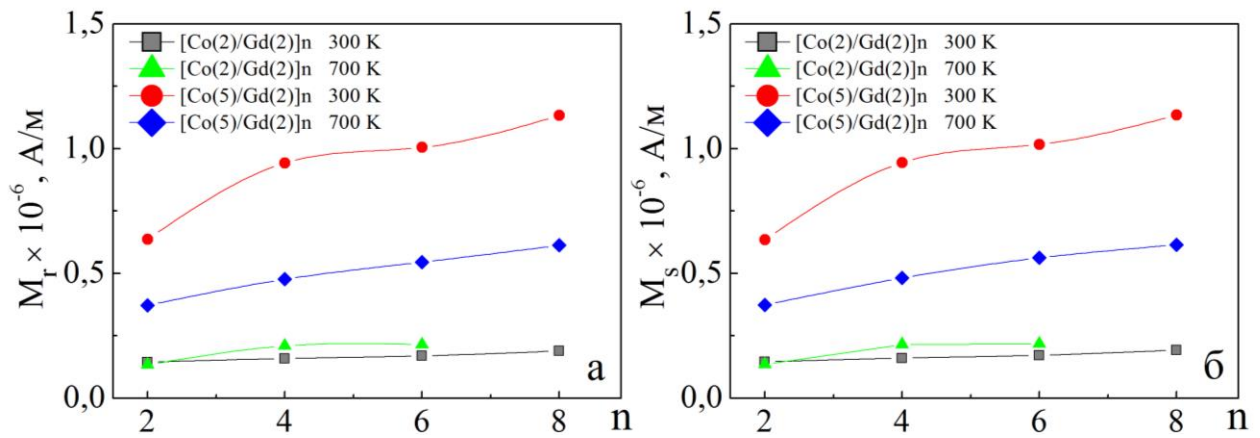 1,5
1,0
0,5
0,0
M_r × 10^-6 , А/м
[Co(2)/Gd(2)]n 300 K
[Co(2)/Gd(2)]n 700 K
[Co(5)/Gd(2)]n 300 K
[Co(5)/Gd(2)]n 700 K
а
2 4 6 8 n
1,5
1,0
0,5
0,0
M_s × 10^-6 , А/м
[Co(2)/Gd(2)]n 300 K
[Co(2)/Gd(2)]n 700 K
[Co(5)/Gd(2)]n 300 K
[Co(5)/Gd(2)]n 700 K
б
2 4 6 8 n